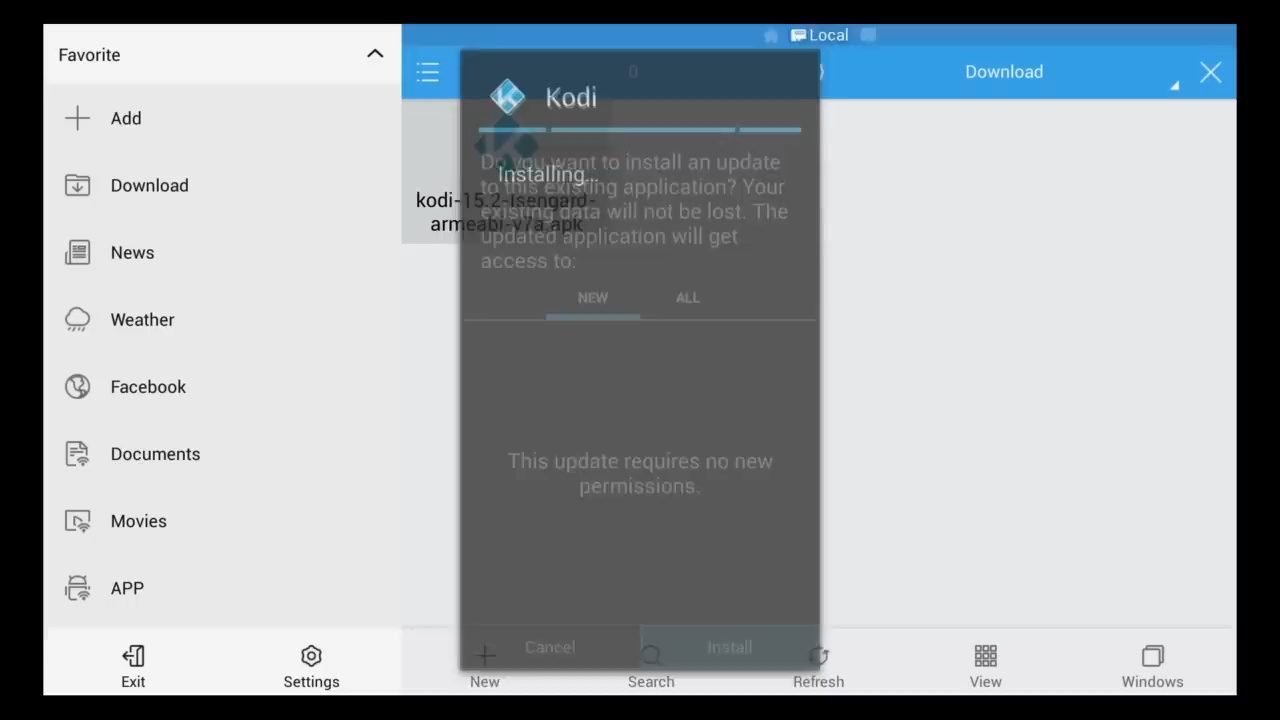 Favorite
Add
Download
News
Weather
Facebook
Documents
Movies
APP
Exit
Settings
Local
0
Download
Kodi
Installing...
Do you want to install an update
to this existing application? Your
existing data will not be lost. The
updated application will get
access to:
kodi-15.2-Isengard-
armeabi-v7a.apk
NEW
ALL
This update requires no new
permissions.
Cancel
Install
New
Search
Refresh
View
Windows